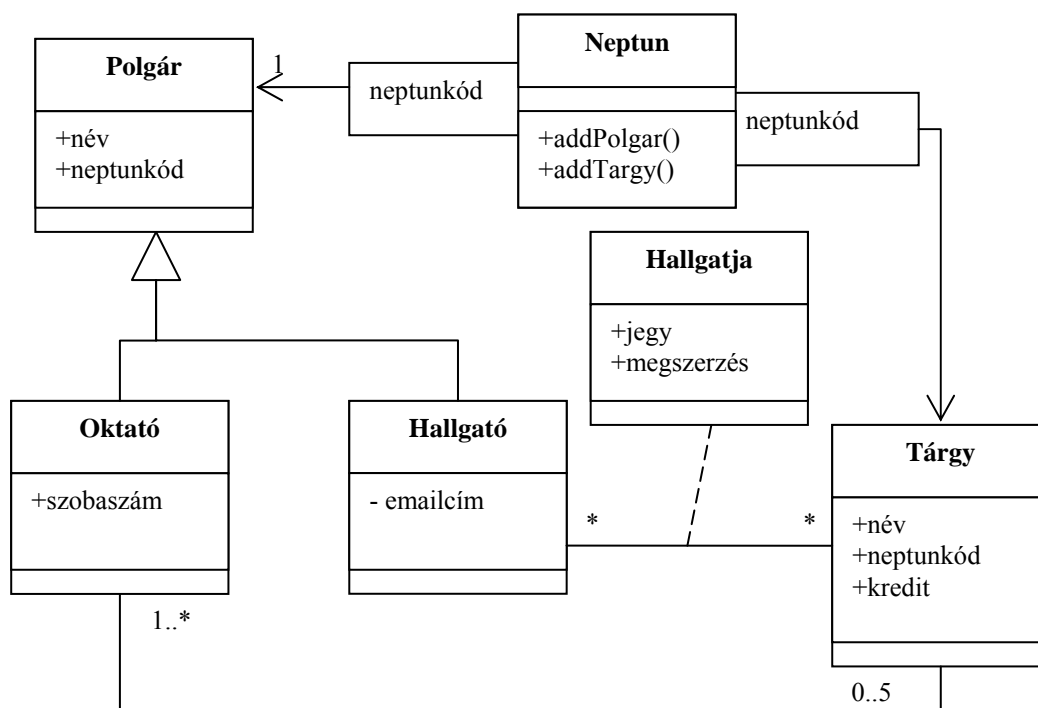 Polgár
+név
+neptunkód
1
neptunkód
Neptun
+addPolgar()
+addTargy()
neptunkód
Hallgatja
+jegy
+megszerzés
Oktató
+szobaszám
1..*
Hallgató
- emailcím
*
*
Tárgy
+név
+neptunkód
+kredit
0..5